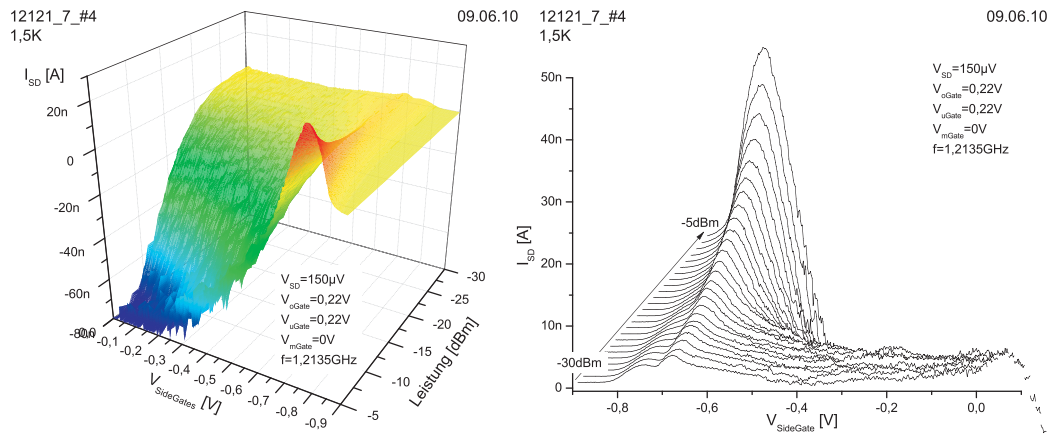 12121_7_#4
09.06.10
1,5K
I_SD [A]
20n
0
-20n
-40n
-60n
-80n
0,0
-0,1
-0,2
-0,3
-0,4
-0,5
-0,6
-0,7
-0,8
-0,9
V_SideGates [V]
-30
-25
-20
-15
-10
-5
Leistung [dBm]
V_SD=150µV
V_oGate=0,22V
V_uGate=0,22V
V_mGate=0V
f=1,2135GHz
12121_7_#4
09.06.10
1,5K
V_SD=150µV
V_oGate=0,22V
V_uGate=0,22V
V_mGate=0V
f=1,2135GHz
50n
40n
30n
20n
10n
0
I_SD [A]
-5dBm
-30dBm
-0,8
-0,6
-0,4
-0,2
0,0
V_SideGate [V]